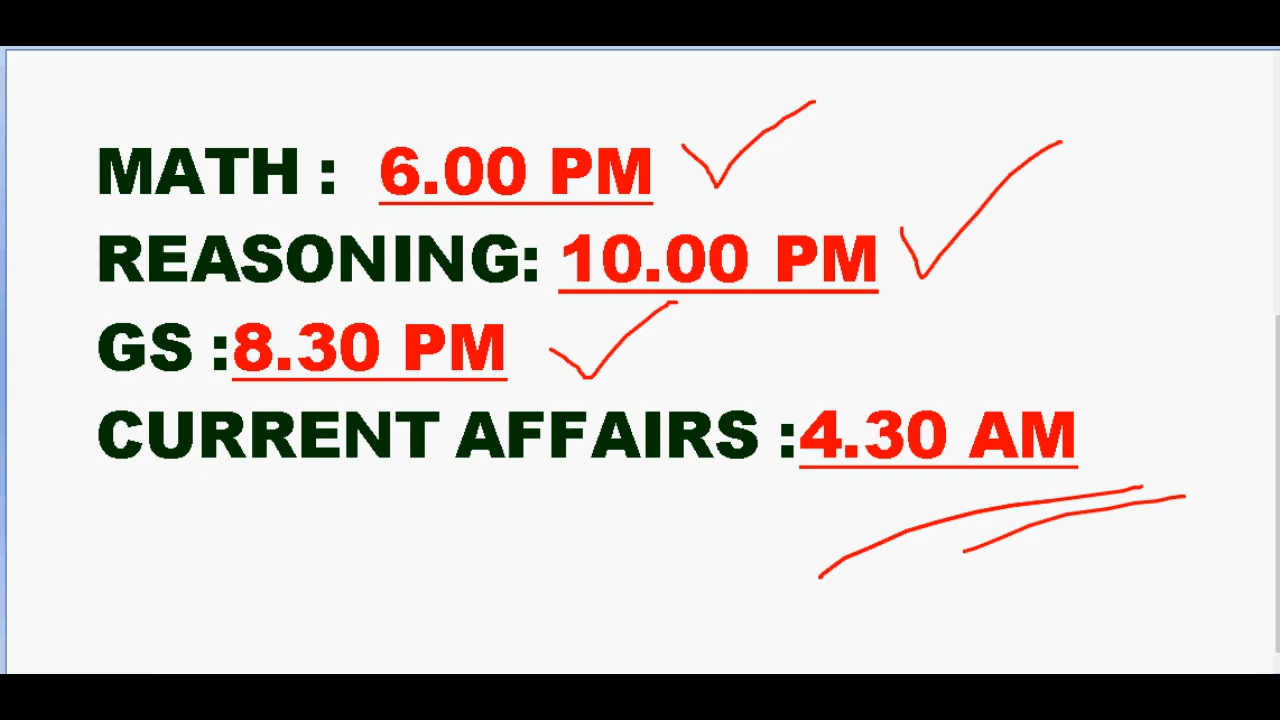 MATH : 6.00 PM
REASONING: 10.00 PM
GS :8.30 PM
CURRENT AFFAIRS :4.30 AM